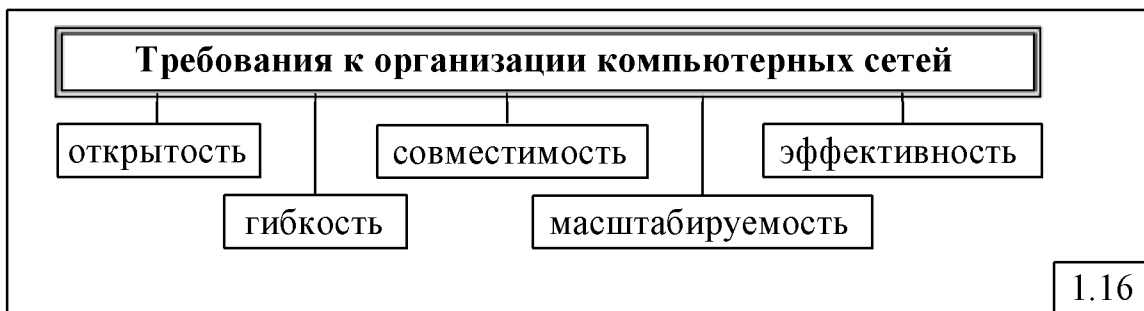 Требования к организации компьютерных сетей
открытость
совместимость
эффективность
гибкость
масштабируемость
1.16